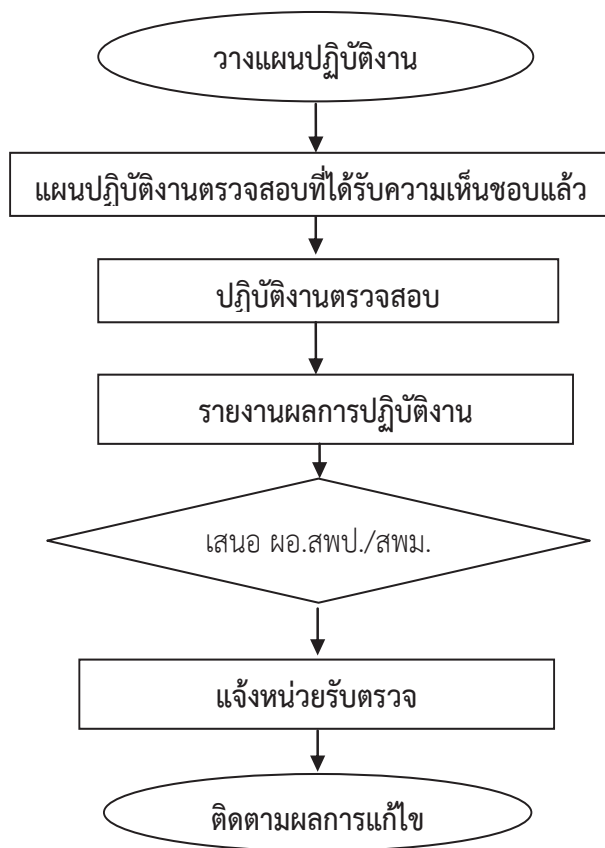 วางแผนปฏิบัติงาน
แผนปฏิบัติงานตรวจสอบที่ได้รับความเห็นชอบแล้ว
ปฏิบัติงานตรวจสอบ
รายงานผลการปฏิบัติงาน
เสนอ ผอ.สพป./สพม.
แจ้งหน่วยรับตรวจ
ติดตามผลการแก้ไข